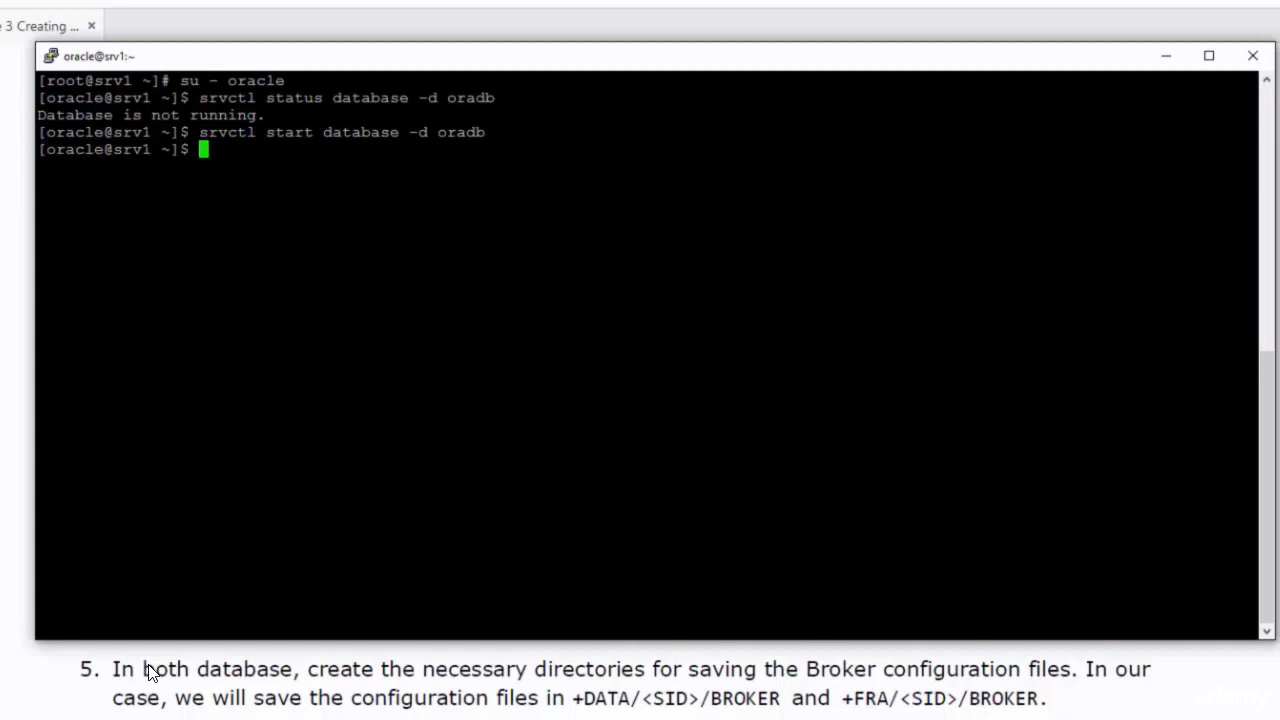 e 3 Creating ... ×
oracle@srv1:~
[root@srv1 ~]# su - oracle
[oracle@srv1 ~]$ srvctl status database -d oradb
Database is not running.
[oracle@srv1 ~]$ srvctl start database -d oradb
[oracle@srv1 ~]$
5. In both database, create the necessary directories for saving the Broker configuration files. In our
case, we will save the configuration files in +DATA/<SID>/BROKER and +FRA/<SID>/BROKER.
udemy